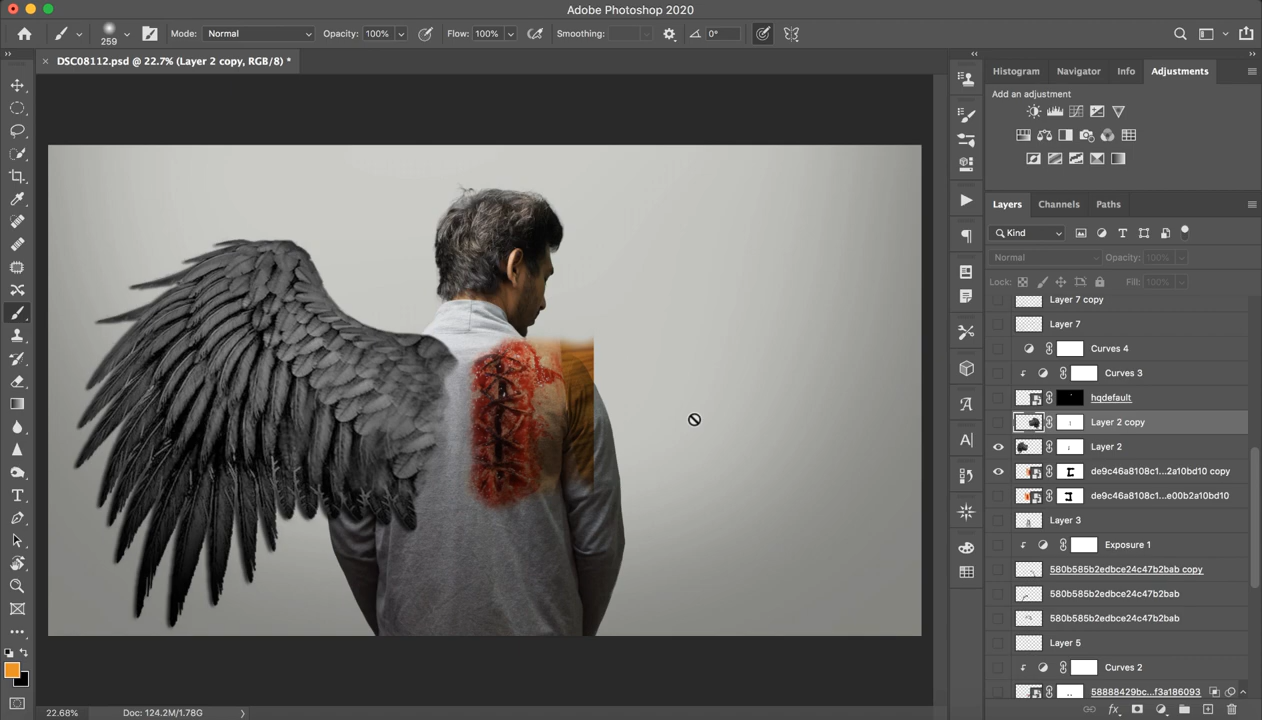 Adobe Photoshop 2020
259 Mode: Normal Opacity: 100% Flow: 100% Smoothing: 0°
DSC08112.psd @ 22.7% (Layer 2 copy, RGB/8) *
Histogram Navigator Info Adjustments
Add an adjustment
Layers Channels Paths
Kind
Normal Opacity: 100%
Lock: Fill: 100%
Layer 7 copy
Layer 7
Curves 4
Curves 3
hqdefault
Layer 2 copy
Layer 2
de9c46a8108c1...2a10bd10 copy
de9c46a8108c1...e00b2a10bd10
Layer 3
Exposure 1
580b585b2edbce24c47b2bab copy
580b585b2edbce24c47b2bab
580b585b2edbce24c47b2bab
Layer 5
Curves 2
58888429bc...f3a186093
22.68% Doc: 124.2M/1.78G